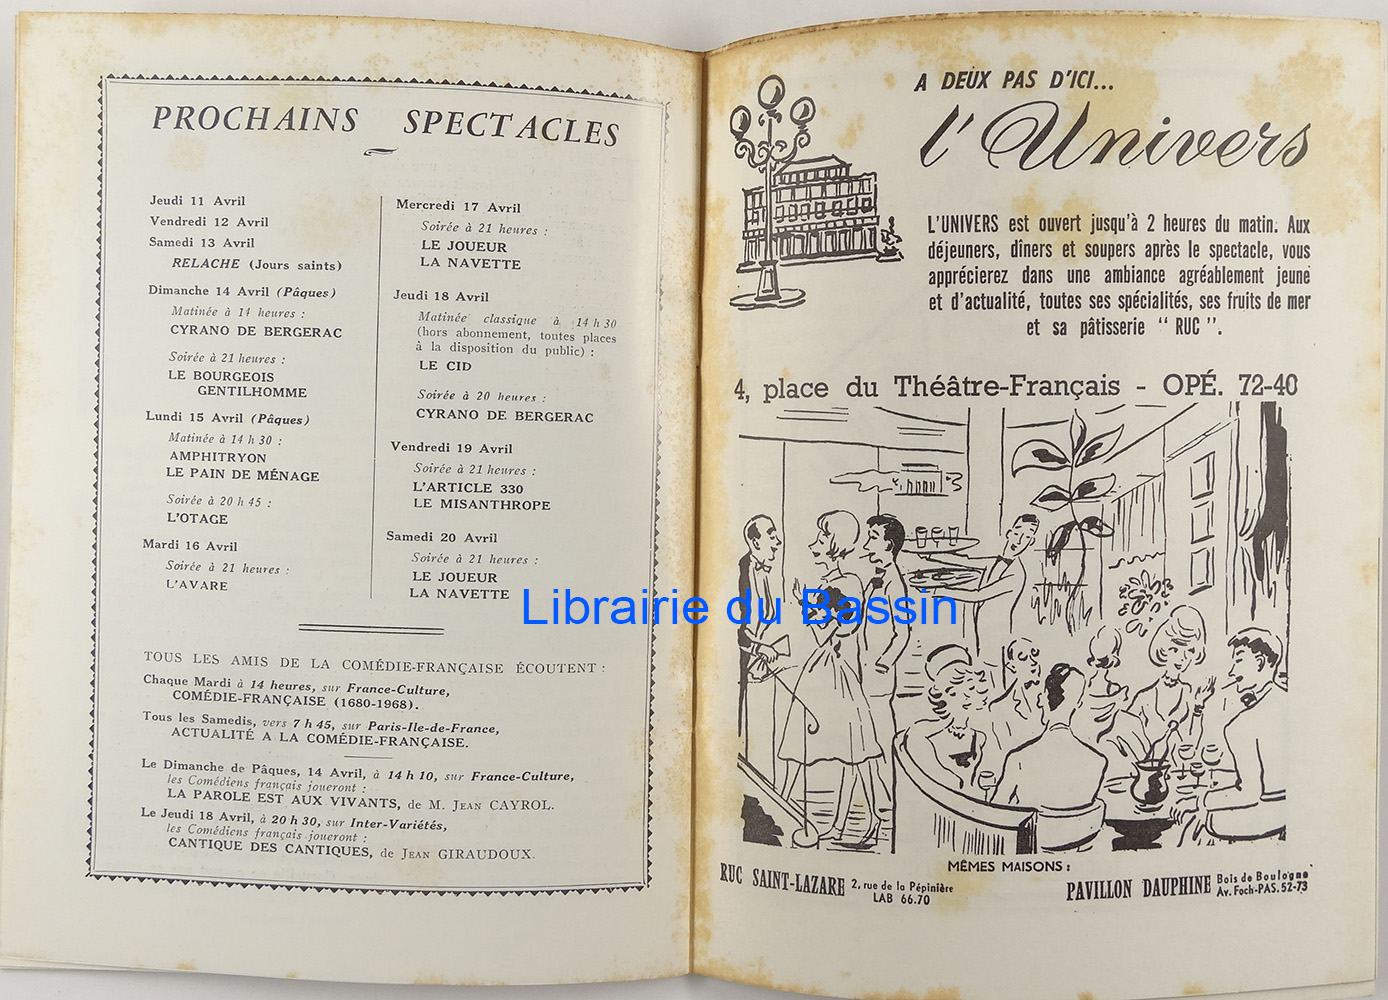 PROCHAINS SPECTACLES
Jeudi 11 Avril
Vendredi 12 Avril
Samedi 13 Avril
RELACHE (Jours saints)
Dimanche 14 Avril (Pâques)
Matinée à 14 heures :
CYRANO DE BERGERAC
Soirée à 21 heures :
LE BOURGEOIS
GENTILHOMME
Lundi 15 Avril (Pâques)
Matinée à 14 h 30 :
AMPHITRYON
LE PAIN DE MÉNAGE
Soirée à 20 h 45 :
L'OTAGE
Mardi 16 Avril
Soirée à 21 heures :
L'AVARE
Mercredi 17 Avril
Soirée à 21 heures :
LE JOUEUR
LA NAVETTE
Jeudi 18 Avril
Matinée classique à 14 h 30
(hors abonnement, toutes places
à la disposition du public) :
LE CID
Soirée à 20 heures :
CYRANO DE BERGERAC
Vendredi 19 Avril
Soirée à 21 heures :
L'ARTICLE 330
LE MISANTHROPE
Samedi 20 Avril
Soirée à 21 heures :
LE JOUEUR
LA NAVETTE
TOUS LES AMIS DE LA COMÉDIE-FRANÇAISE ÉCOUTENT :
Chaque Mardi à 14 heures, sur France-Culture,
COMÉDIE-FRANÇAISE (1680-1968).
Tous les Samedis, vers 7 h 45, sur Paris-Ile-de-France,
ACTUALITÉ A LA COMÉDIE-FRANÇAISE.
Le Dimanche de Pâques, 14 Avril, à 14 h 10, sur France-Culture,
les Comédiens français joueront :
LA PAROLE EST AUX VIVANTS, de M. JEAN CAYROL.
Le Jeudi 18 Avril, à 20 h 30, sur Inter-Variétés,
les Comédiens français joueront :
CANTIQUE DES CANTIQUES, de JEAN GIRAUDOUX.
A DEUX PAS D'ICI...
l'Univers
L'UNIVERS est ouvert jusqu'à 2 heures du matin. Aux
déjeuners, dîners et soupers après le spectacle, vous
apprécierez dans une ambiance agréablement jeune
et d'actualité, toutes ses spécialités, ses fruits de mer
et sa pâtisserie " RUC ".
4, place du Théâtre-Français - OPÉ. 72-40
MÊMES MAISONS :
RUC SAINT-LAZARE 2, rue de la Pépinière
LAB 66.70
PAVILLON DAUPHINE Bois de Boulogne
Av. Foch-PAS. 52-73
Librairie du Bassin